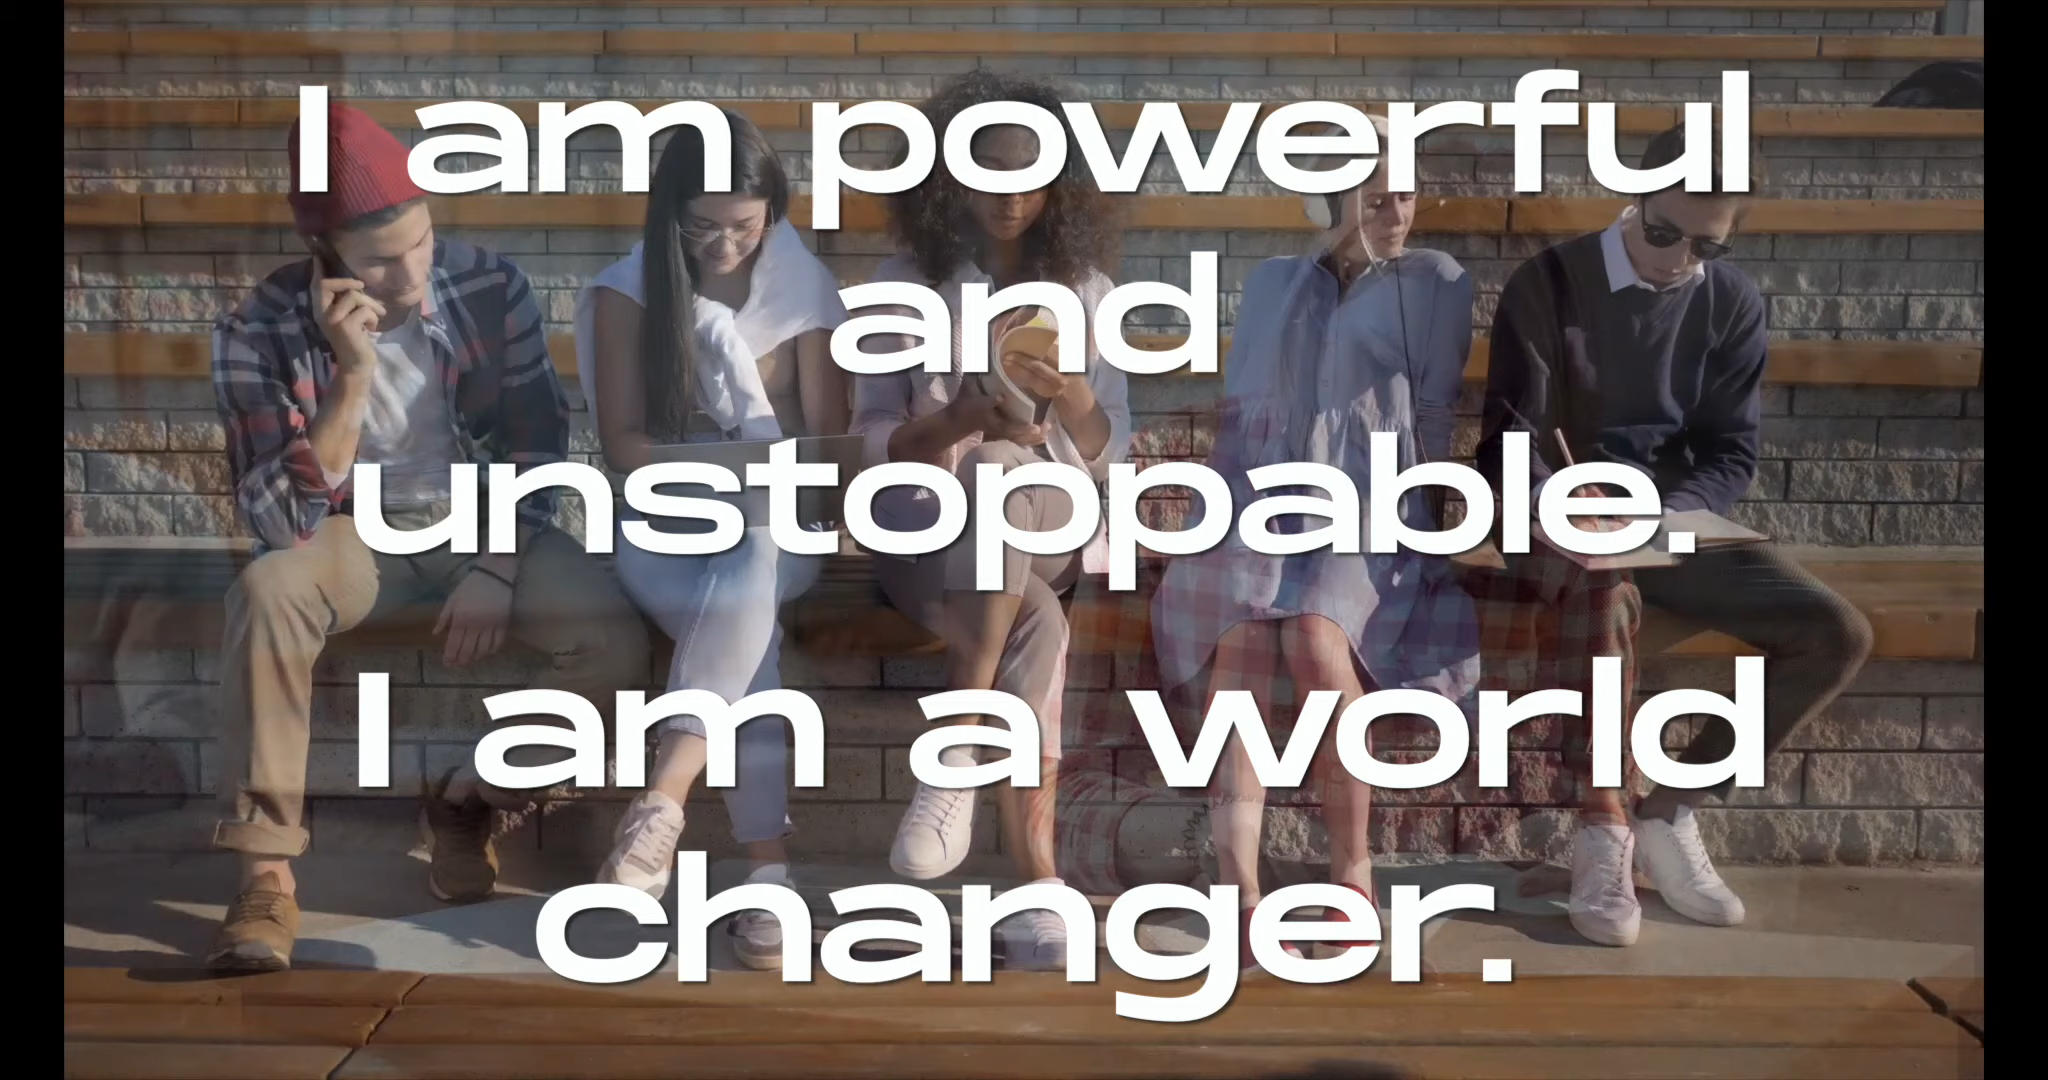 I am powerful
and
unstoppable.
I am a world
changer.